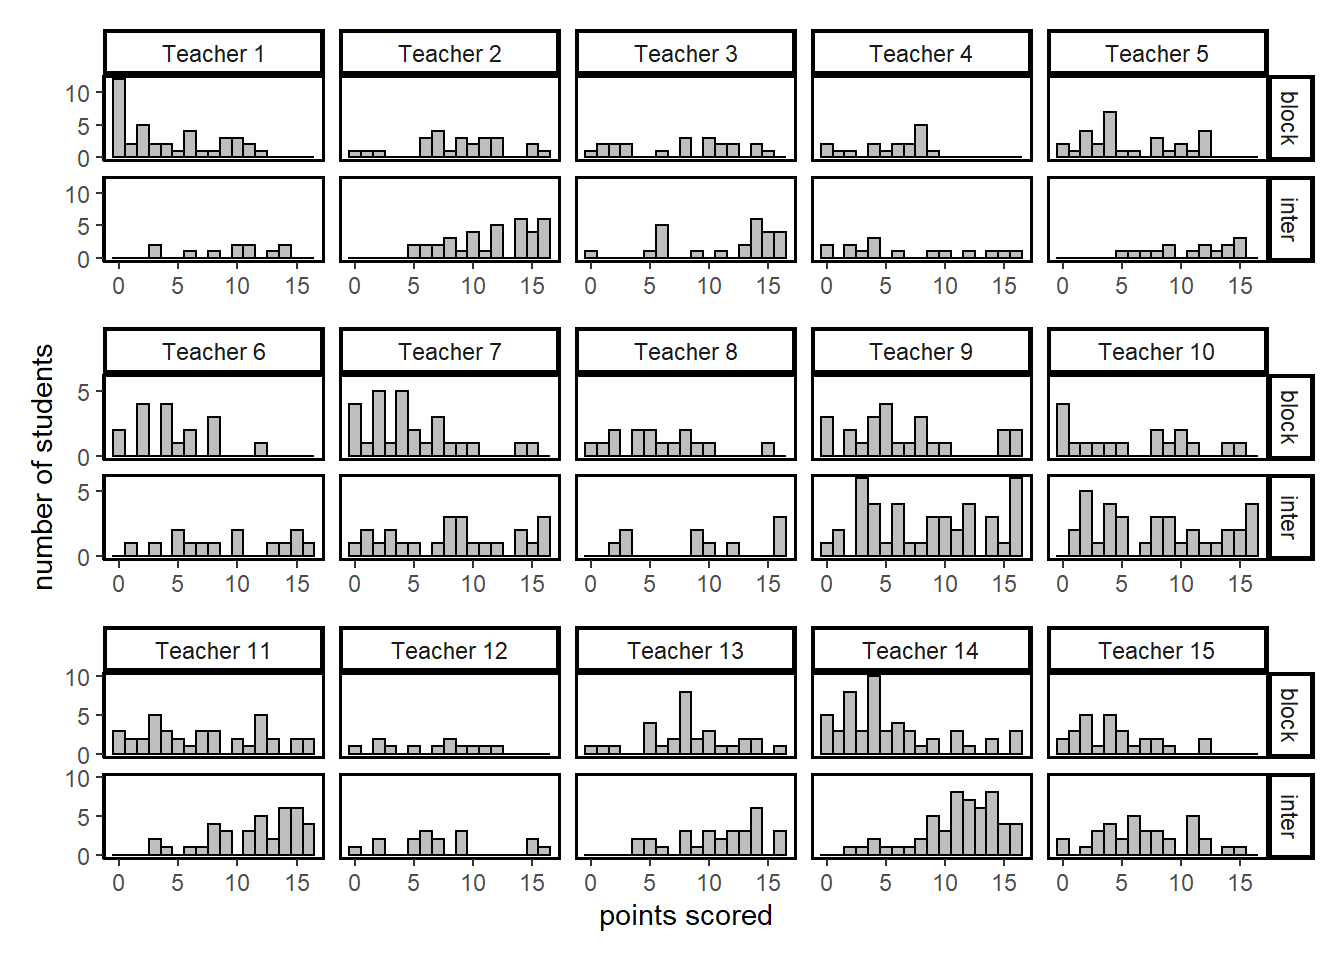 Teacher 1 Teacher 2 Teacher 3 Teacher 4 Teacher 5
10
5
0
block
10
5
0
inter
0 5 10 15 0 5 10 15 0 5 10 15 0 5 10 15 0 5 10 15
number of students
Teacher 6 Teacher 7 Teacher 8 Teacher 9 Teacher 10
5
0
block
5
0
inter
0 5 10 15 0 5 10 15 0 5 10 15 0 5 10 15 0 5 10 15
Teacher 11 Teacher 12 Teacher 13 Teacher 14 Teacher 15
10
5
0
block
10
5
0
inter
0 5 10 15 0 5 10 15 0 5 10 15 0 5 10 15 0 5 10 15
points scored